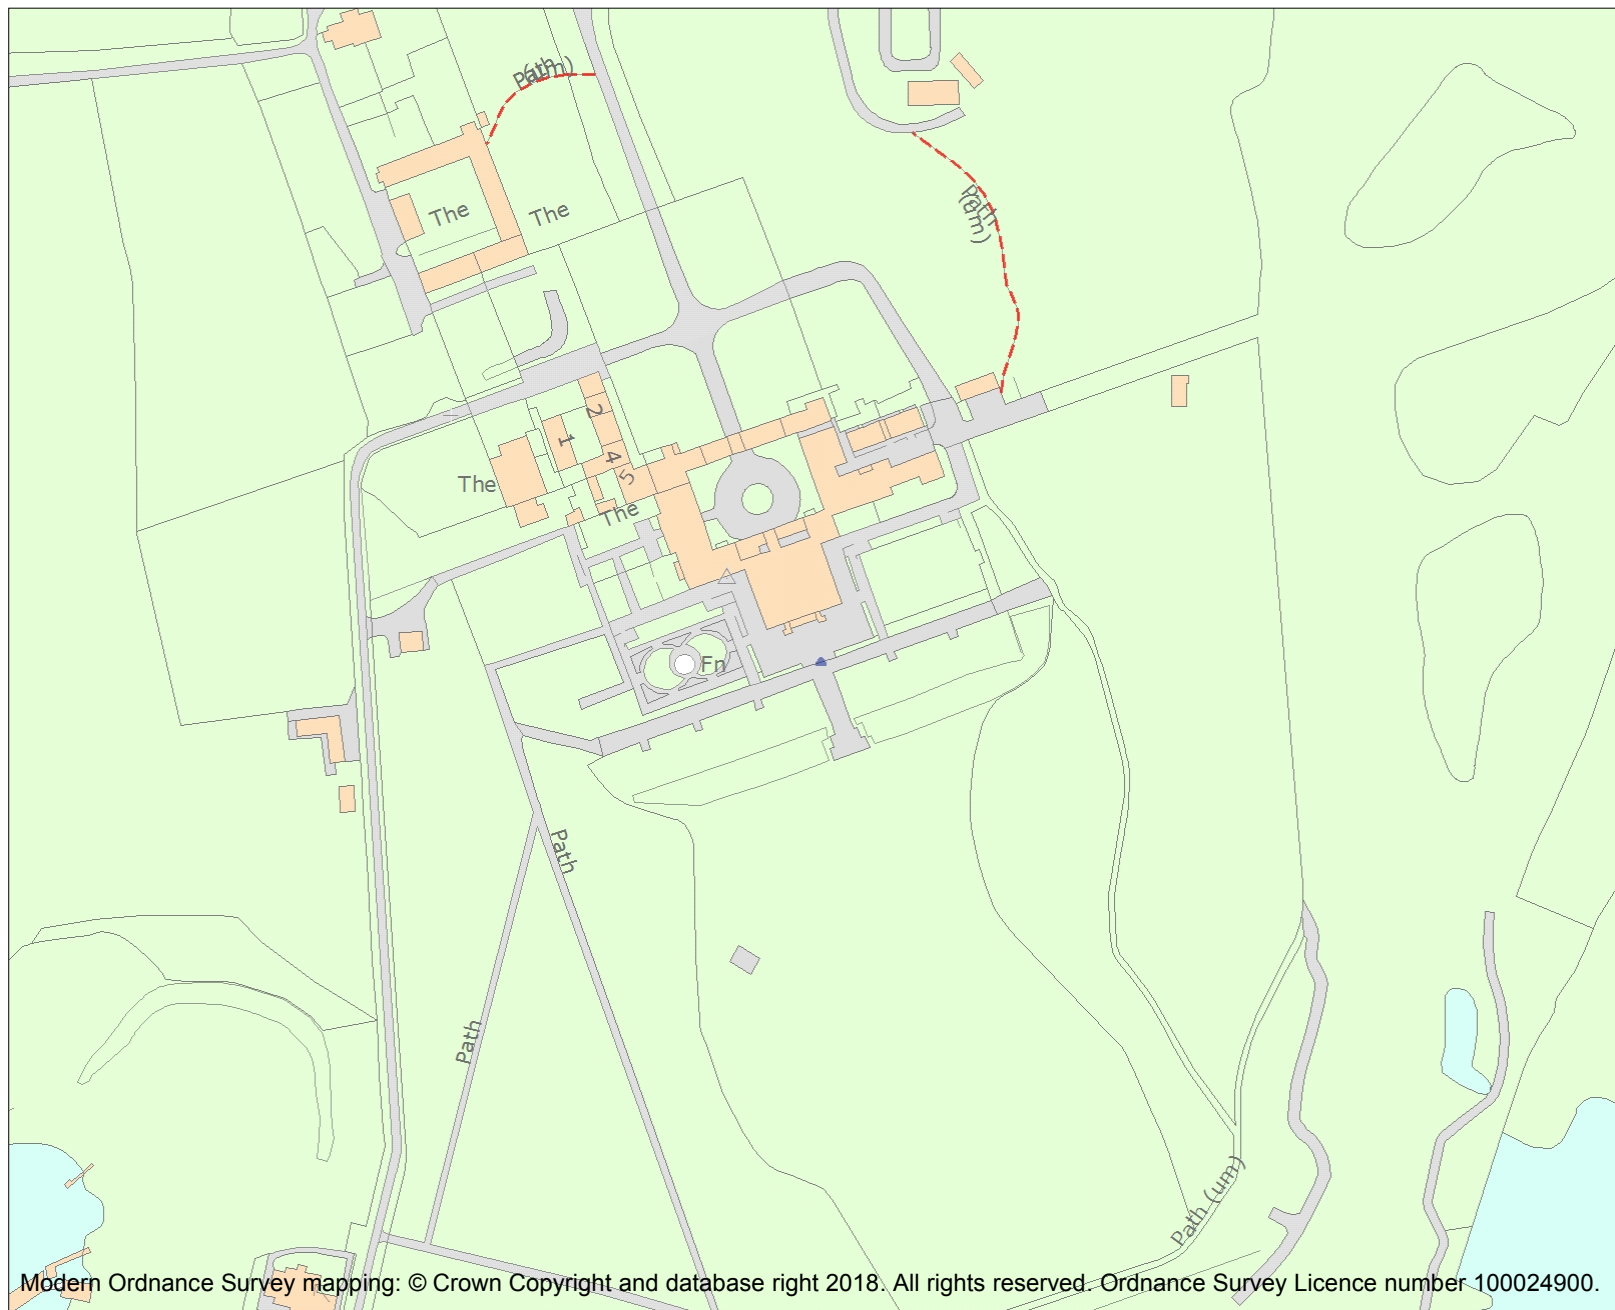 Path
(um)
Path
(um)
The
The
2
1
4
5
The
The
Fn
Path
Path
Path (um)
Modern Ordnance Survey mapping: © Crown Copyright and database right 2018. All rights reserved. Ordnance Survey Licence number 100024900.